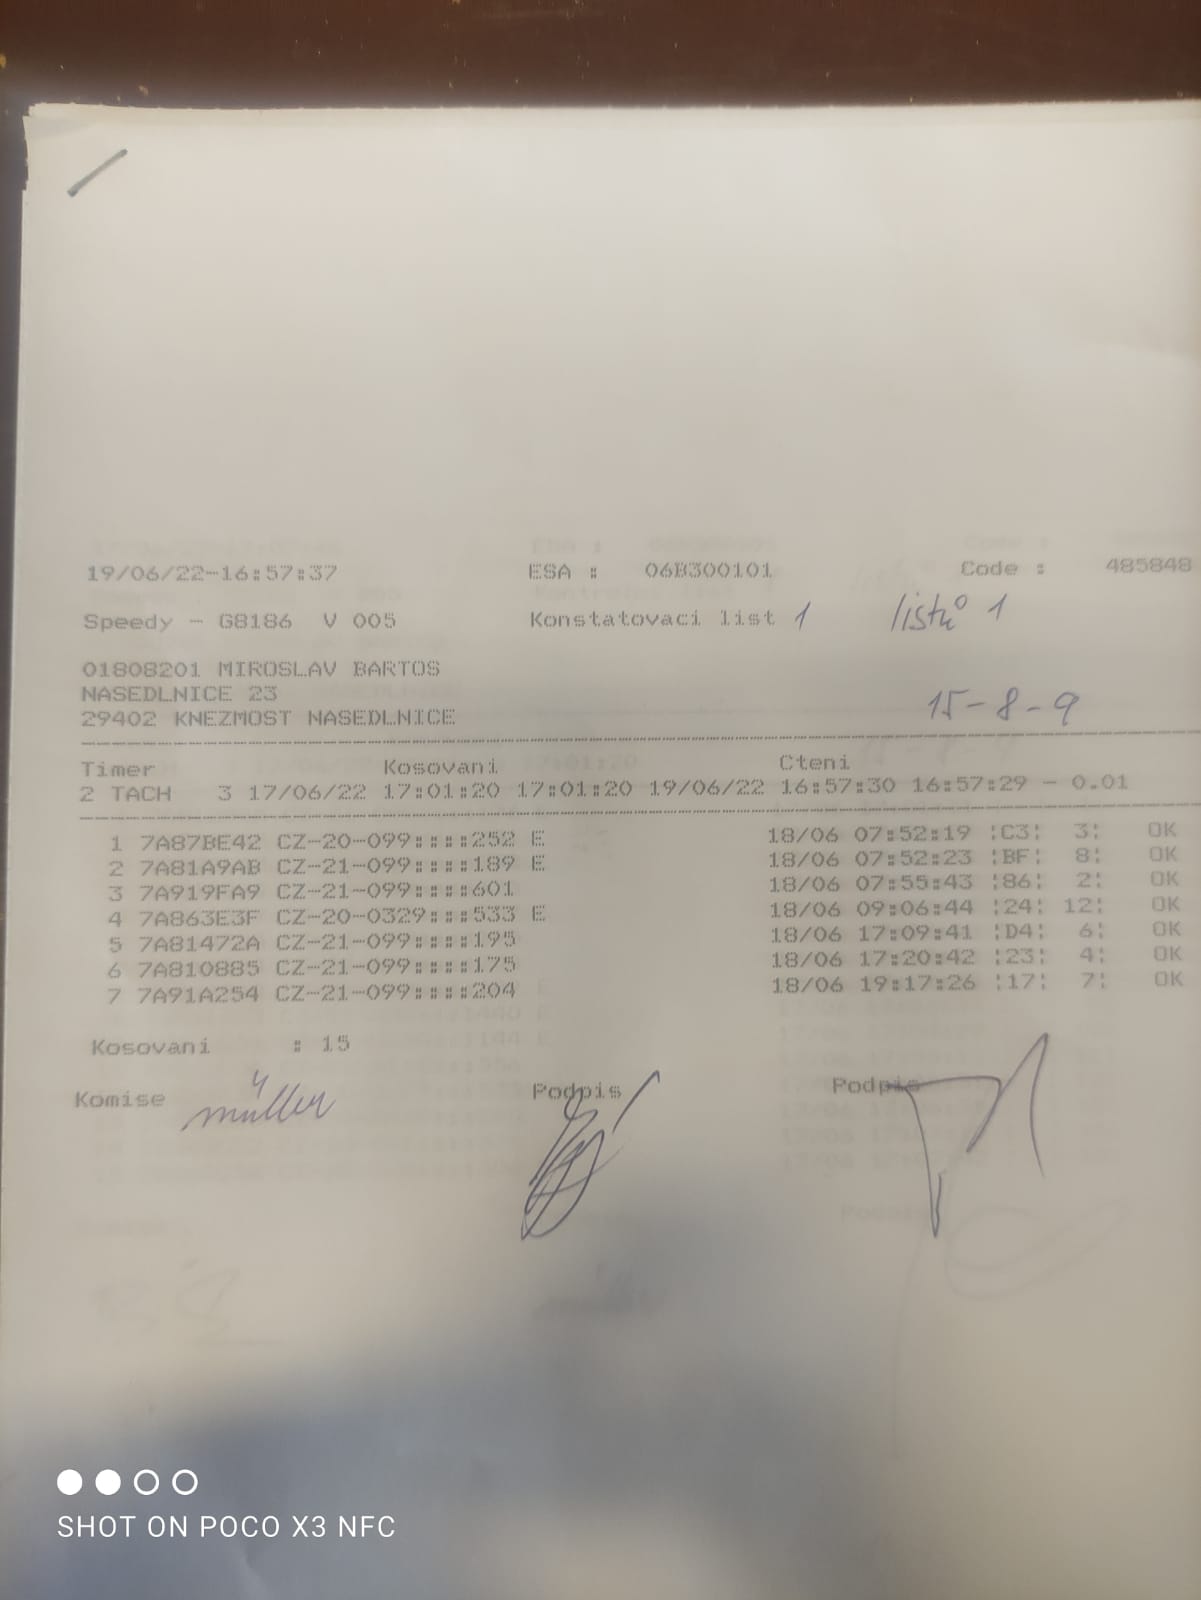 19/06/22-16:57:37 ESA : 06B300101 Code : 485848
Speedy - G8186 V 005 Konstatovaci list 1 listů 1
01808201 MIROSLAV BARTOS
NASEDLNICE 23
29402 KNEZMOST NASEDLNICE
15-8-9
Timer Kosovani Cteni
2 TACH 3 17/06/22 17:01:20 17:01:20 19/06/22 16:57:30 16:57:29 - 0.01
1 7A87BE42 CZ-20-099::::252 E 18/06 07:52:19 ¦C3¦ 3¦ OK
2 7A81A9AB CZ-21-099::::189 E 18/06 07:52:23 ¦BF¦ 8¦ OK
3 7A919FA9 CZ-21-099::::601 18/06 07:55:43 ¦86¦ 2¦ OK
4 7A863E3F CZ-20-0329:::533 E 18/06 09:06:44 ¦24¦ 12¦ OK
5 7A81472A CZ-21-099::::195 18/06 17:09:41 ¦D4¦ 6¦ OK
6 7A810885 CZ-21-099::::175 18/06 17:20:42 ¦23¦ 4¦ OK
7 7A91A254 CZ-21-099::::204 18/06 19:17:26 ¦17¦ 7¦ OK
Kosovani : 15
Komise müller Podpis Podpis
SHOT ON POCO X3 NFC